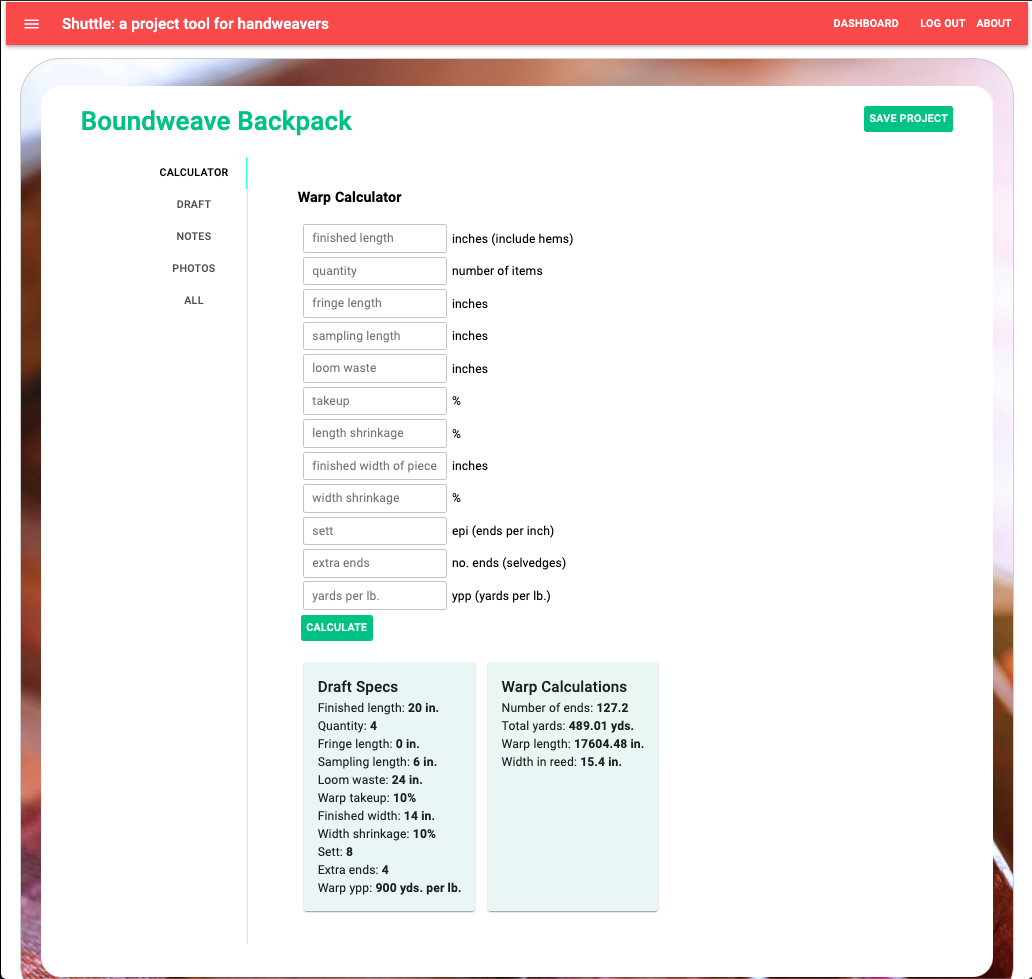 Shuttle: a project tool for handweavers
DASHBOARD LOG OUT ABOUT
Boundweave Backpack
SAVE PROJECT
CALCULATOR
DRAFT
NOTES
PHOTOS
ALL
Warp Calculator
finished length inches (include hems)
quantity number of items
fringe length inches
sampling length inches
loom waste inches
takeup %
length shrinkage %
finished width of piece inches
width shrinkage %
sett epi (ends per inch)
extra ends no. ends (selvedges)
yards per lb. ypp (yards per lb.)
CALCULATE
Draft Specs
Finished length: 20 in.
Quantity: 4
Fringe length: 0 in.
Sampling length: 6 in.
Loom waste: 24 in.
Warp takeup: 10%
Finished width: 14 in.
Width shrinkage: 10%
Sett: 8
Extra ends: 4
Warp ypp: 900 yds. per lb.
Warp Calculations
Number of ends: 127.2
Total yards: 489.01 yds.
Warp length: 17604.48 in.
Width in reed: 15.4 in.